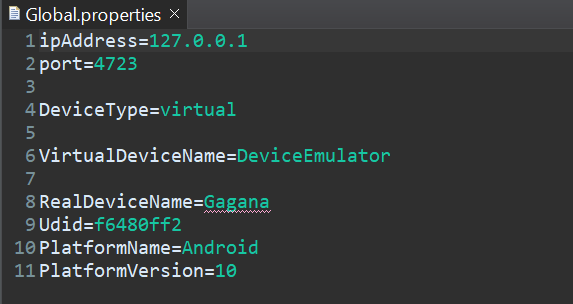 Global.properties
1 ipAddress=127.0.0.1
2 port=4723
3
4 DeviceType=virtual
5
6 VirtualDeviceName=DeviceEmulator
7
8 RealDeviceName=Gagana
9 Udid=f6480ff2
10 PlatformName=Android
11 PlatformVersion=10